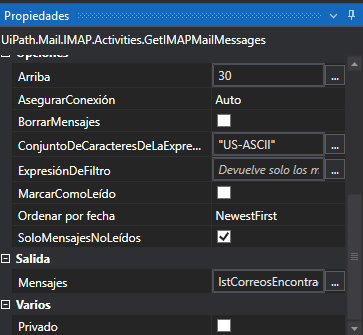 Propiedades
UiPath.Mail.IMAP.Activities.GetIMAPMailMessages
Opciones
Arriba 30 ...
AsegurarConexión Auto
BorrarMensajes
ConjuntoDeCaracteresDeLaExpre... "US-ASCII" ...
ExpresiónDeFiltro Devuelve solo los m ...
MarcarComoLeído
Ordenar por fecha NewestFirst
SoloMensajesNoLeídos
Salida
Mensajes lstCorreosEncontra ...
Varios
Privado